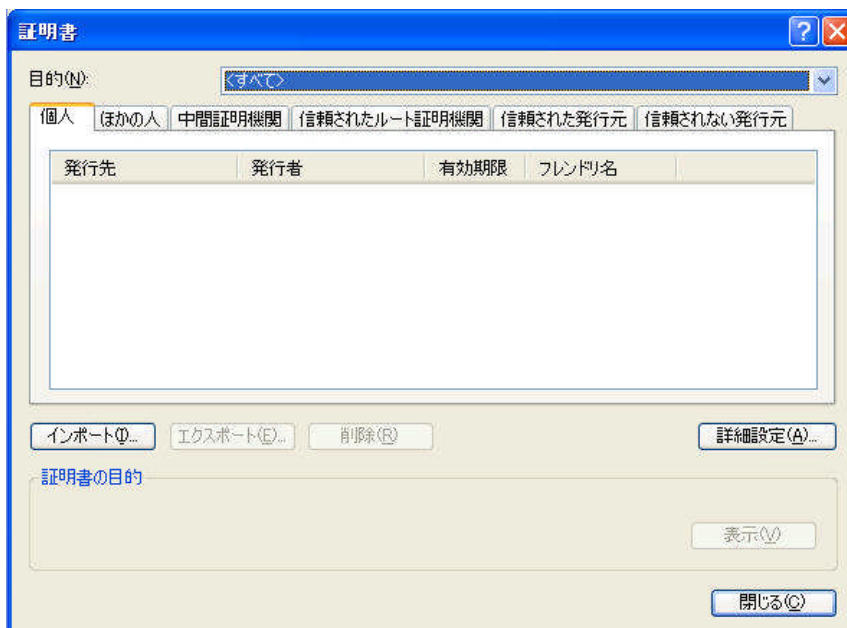 証明書
目的(N): <すべて>
個人 ほかの人 中間証明機関 信頼されたルート証明機関 信頼された発行元 信頼されない発行元
発行先 発行者 有効期限 フレンドリ名
インポート(I)... エクスポート(E)... 削除(R) 詳細設定(A)...
証明書の目的
表示(V)
閉じる(C)